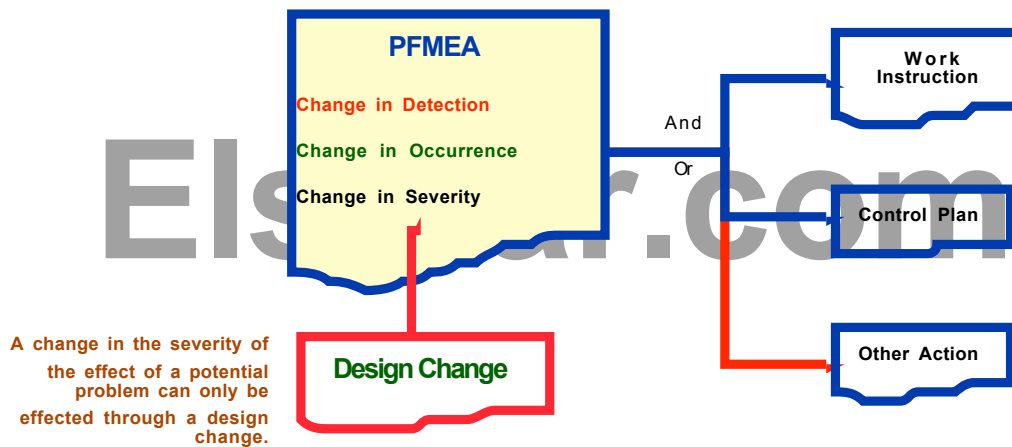 PFMEA
Change in Detection
Change in Occurrence
Change in Severity
And
Or
Work
Instruction
Control Plan
Other Action
Design Change
A change in the severity of
the effect of a potential
problem can only be
effected through a design
change.